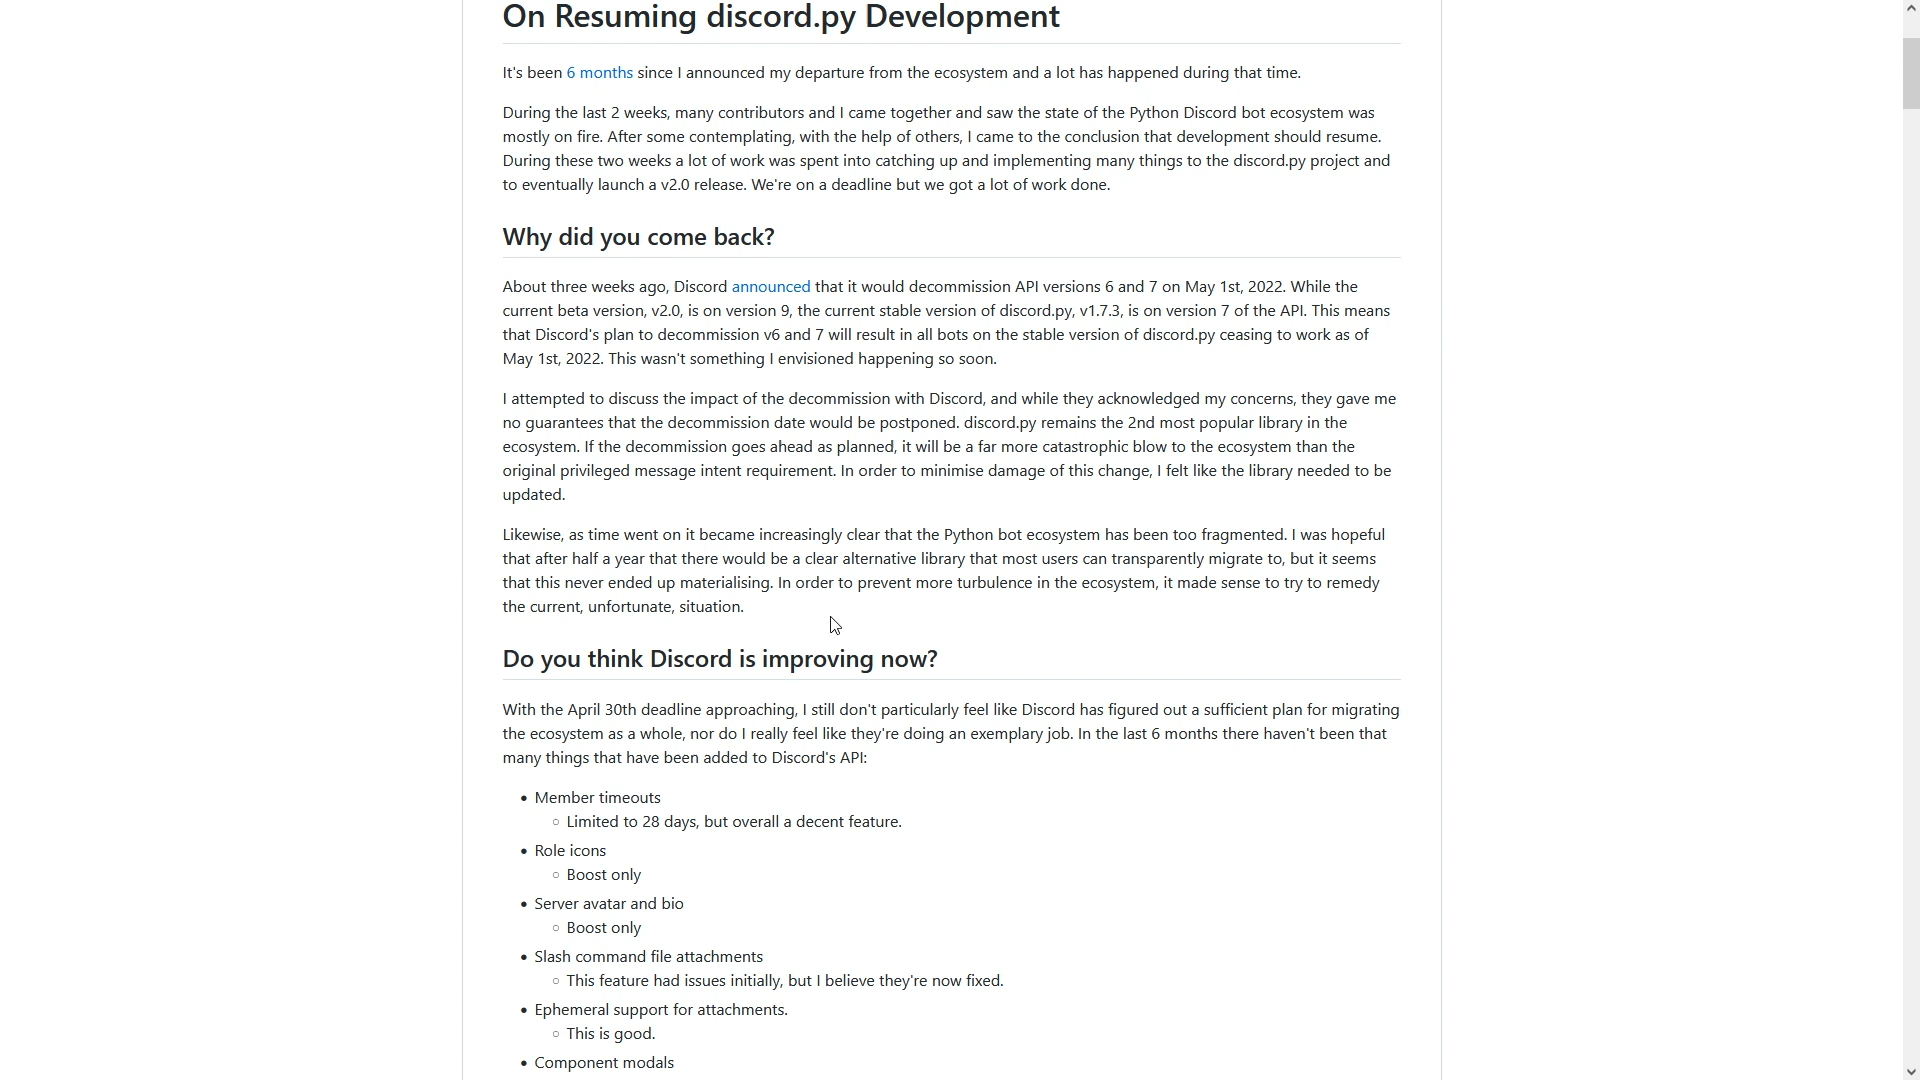 On Resuming discord.py Development
It's been 6 months since I announced my departure from the ecosystem and a lot has happened during that time.
During the last 2 weeks, many contributors and I came together and saw the state of the Python Discord bot ecosystem was
mostly on fire. After some contemplating, with the help of others, I came to the conclusion that development should resume.
During these two weeks a lot of work was spent into catching up and implementing many things to the discord.py project and
to eventually launch a v2.0 release. We're on a deadline but we got a lot of work done.
Why did you come back?
About three weeks ago, Discord announced that it would decommission API versions 6 and 7 on May 1st, 2022. While the
current beta version, v2.0, is on version 9, the current stable version of discord.py, v1.7.3, is on version 7 of the API. This means
that Discord's plan to decommission v6 and 7 will result in all bots on the stable version of discord.py ceasing to work as of
May 1st, 2022. This wasn't something I envisioned happening so soon.
I attempted to discuss the impact of the decommission with Discord, and while they acknowledged my concerns, they gave me
no guarantees that the decommission date would be postponed. discord.py remains the 2nd most popular library in the
ecosystem. If the decommission goes ahead as planned, it will be a far more catastrophic blow to the ecosystem than the
original privileged message intent requirement. In order to minimise damage of this change, I felt like the library needed to be
updated.
Likewise, as time went on it became increasingly clear that the Python bot ecosystem has been too fragmented. I was hopeful
that after half a year that there would be a clear alternative library that most users can transparently migrate to, but it seems
that this never ended up materialising. In order to prevent more turbulence in the ecosystem, it made sense to try to remedy
the current, unfortunate, situation.
Do you think Discord is improving now?
With the April 30th deadline approaching, I still don't particularly feel like Discord has figured out a sufficient plan for migrating
the ecosystem as a whole, nor do I really feel like they're doing an exemplary job. In the last 6 months there haven't been that
many things that have been added to Discord's API:
• Member timeouts
○ Limited to 28 days, but overall a decent feature.
• Role icons
○ Boost only
• Server avatar and bio
○ Boost only
• Slash command file attachments
○ This feature had issues initially, but I believe they're now fixed.
• Ephemeral support for attachments.
○ This is good.
• Component modals